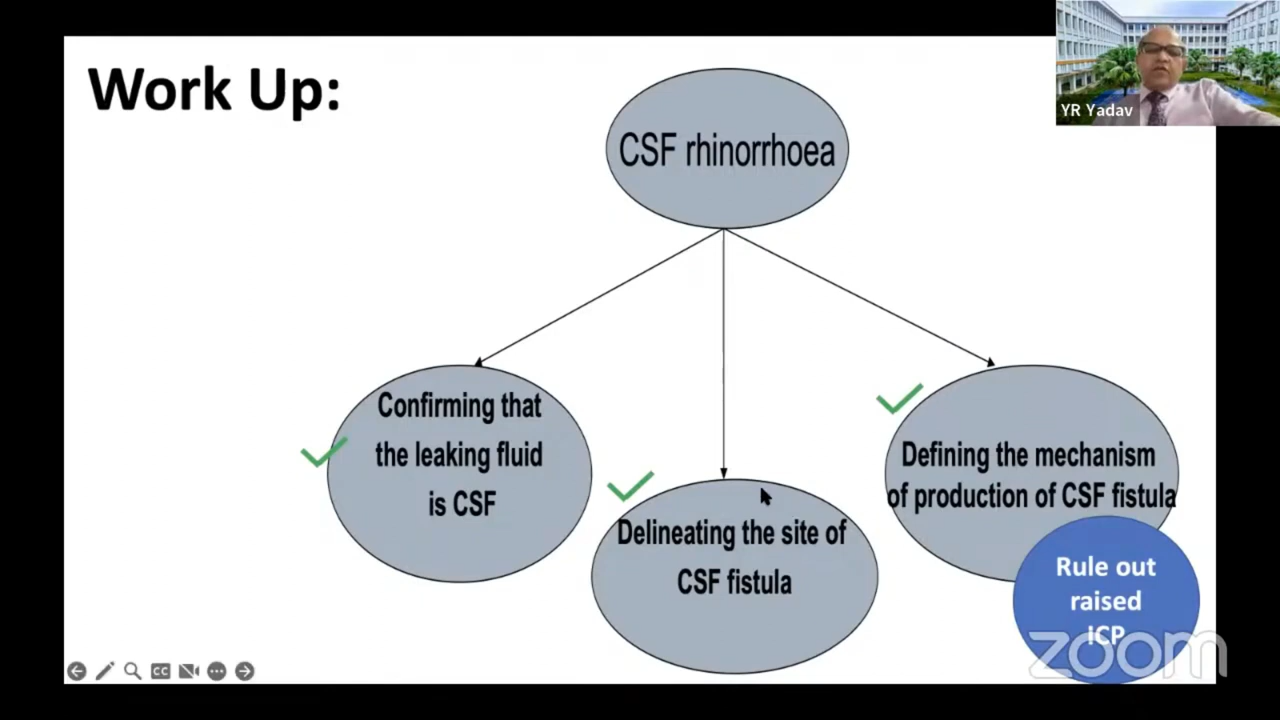 Work Up:
YR Yadav
CSF rhinorrhoea
Confirming that
the leaking fluid
is CSF
Delineating the site of
CSF fistula
Defining the mechanism
of production of CSF fistula
Rule out
raised
ICP
zoom
CC